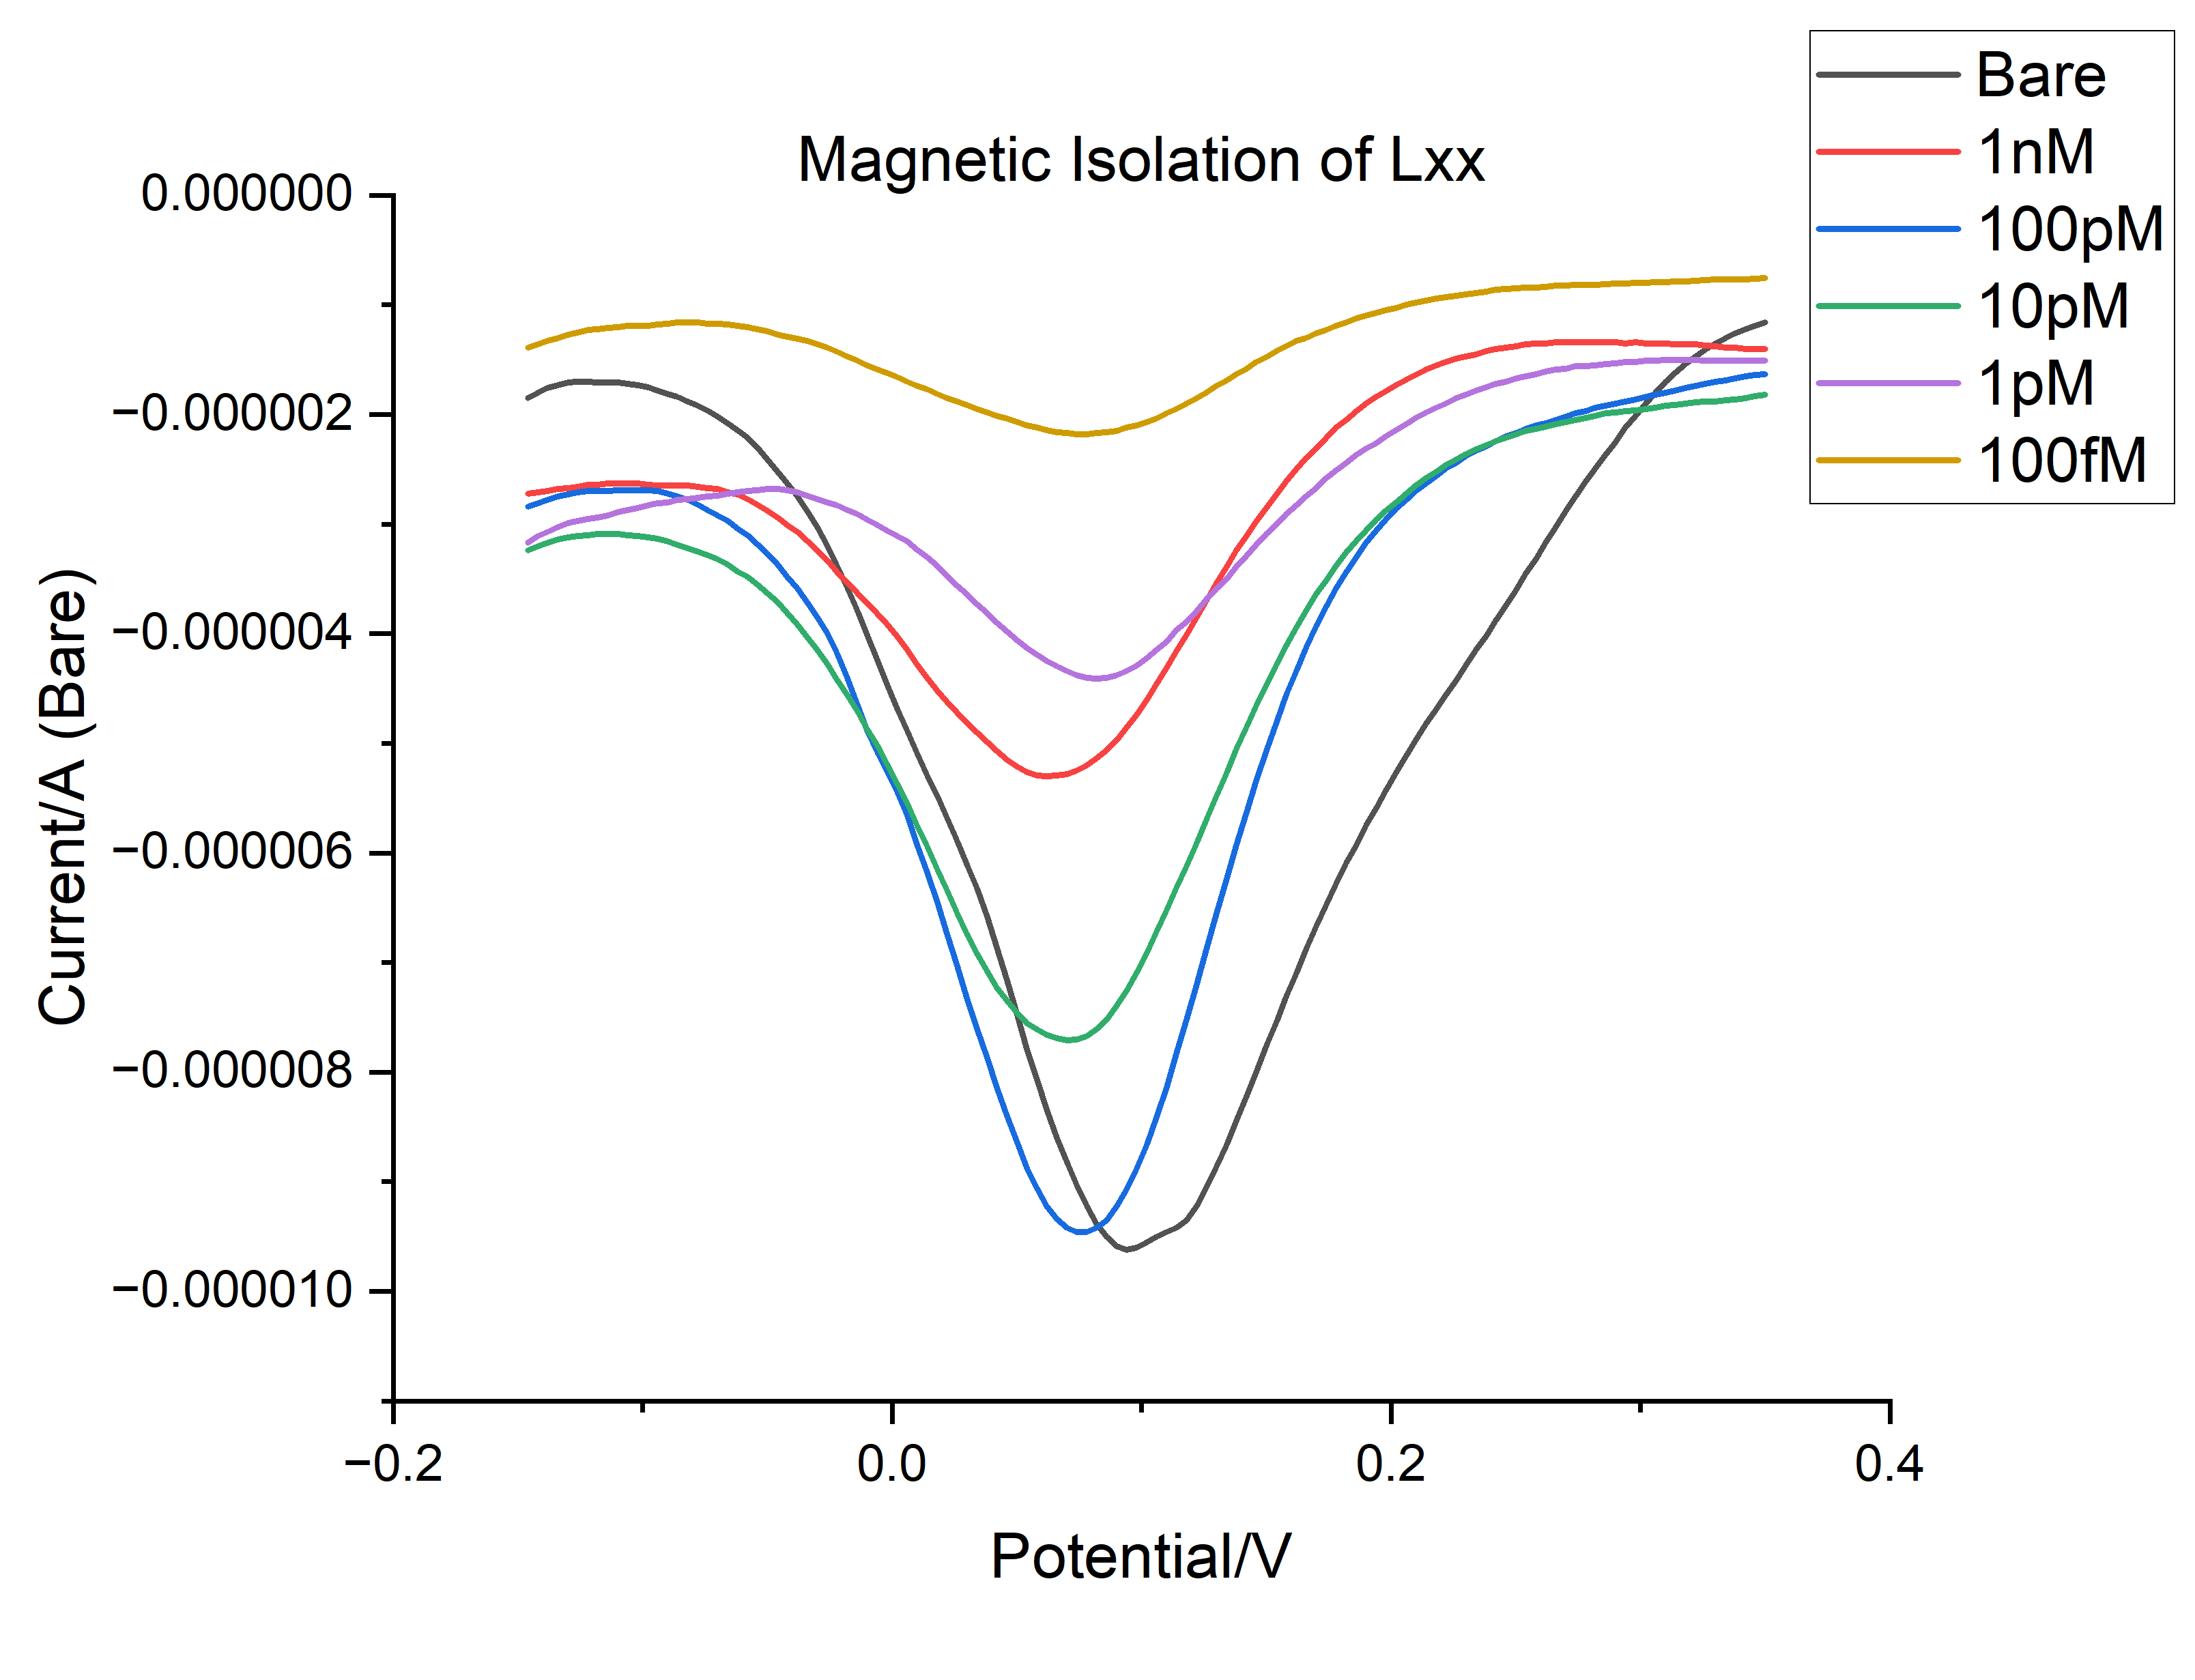 Magnetic Isolation of Lxx
Bare
1nM
100pM
10pM
1pM
100fM
Current/A (Bare)
0.000000
−0.000002
−0.000004
−0.000006
−0.000008
−0.000010
−0.2
0.0
0.2
0.4
Potential/V